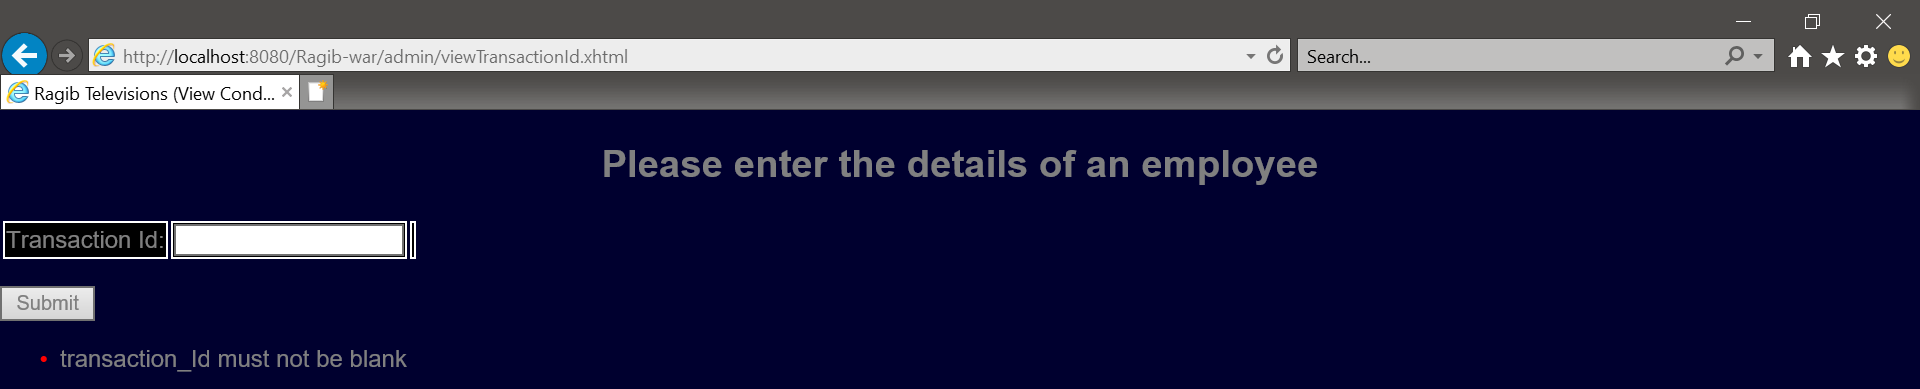 http://localhost:8080/Ragib-war/admin/viewTransactionId.xhtml
Search...
Ragib Televisions (View Cond...
Please enter the details of an employee
Transaction Id:
Submit
transaction_Id must not be blank